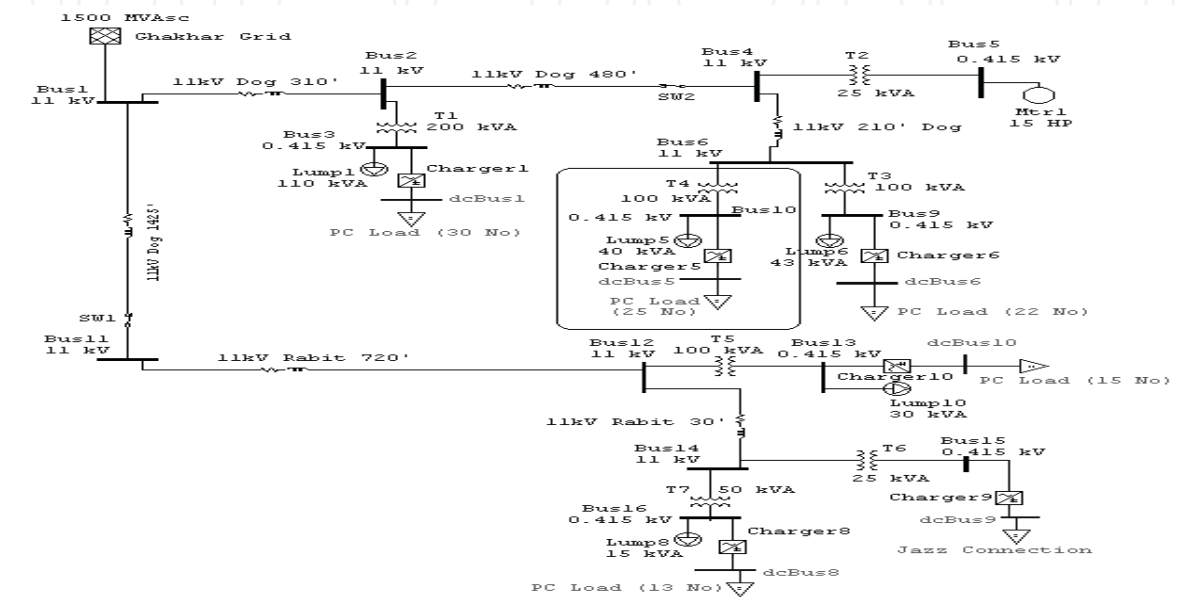 1500 MVAsc
Ghakhar Grid
Bus1
11 kV
11kV Dog 310'
Bus2
11 kV
11kV Dog 480'
SW2
Bus4
11 kV
T2
25 kVA
Bus5
0.415 kV
Mtr1
15 HP
T1
200 kVA
Bus3
0.415 kV
Lump1
110 kVA
Charger1
dcBus1
PC Load (30 No)
11kV 210' Dog
Bus6
11 kV
T4
100 kVA
Bus10
0.415 kV
Lump5
40 kVA
Charger5
dcBus5
PC Load
(25 No)
T3
100 kVA
Bus9
0.415 kV
Lump6
43 kVA
Charger6
dcBus6
PC Load (22 No)
11kV Dog 1425'
SW1
Bus11
11 kV
11kV Rabit 720'
Bus12
11 kV
T5
100 kVA
Bus13
0.415 kV
dcBus10
Charger10
PC Load (15 No)
Lump10
30 kVA
11kV Rabit 30'
Bus14
11 kV
T6
25 kVA
Bus15
0.415 kV
Charger9
dcBus9
Jazz Connection
T7
50 kVA
Bus16
0.415 kV
Lump8
15 kVA
Charger8
dcBus8
PC Load (13 No)